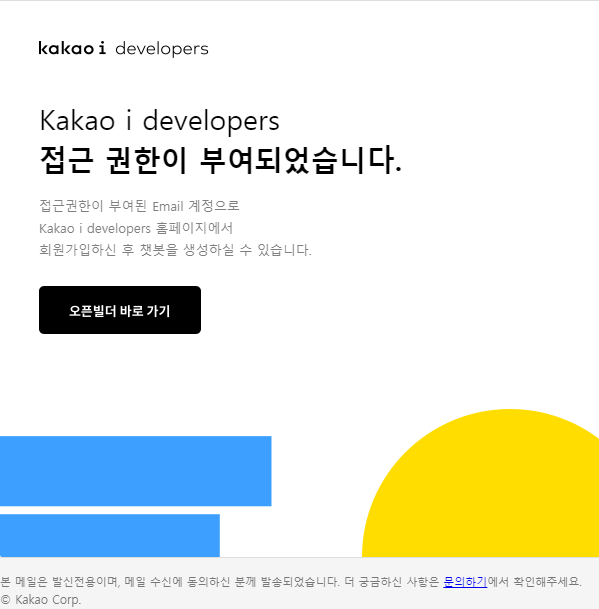 kakao i developers
Kakao i developers
접근 권한이 부여되었습니다.
접근권한이 부여된 Email 계정으로
Kakao i developers 홈페이지에서
회원가입하신 후 챗봇을 생성하실 수 있습니다.
오픈빌더 바로 가기
본 메일은 발신전용이며, 메일 수신에 동의하신 분께 발송되었습니다. 더 궁금하신 사항은 문의하기에서 확인해주세요.
© Kakao Corp.